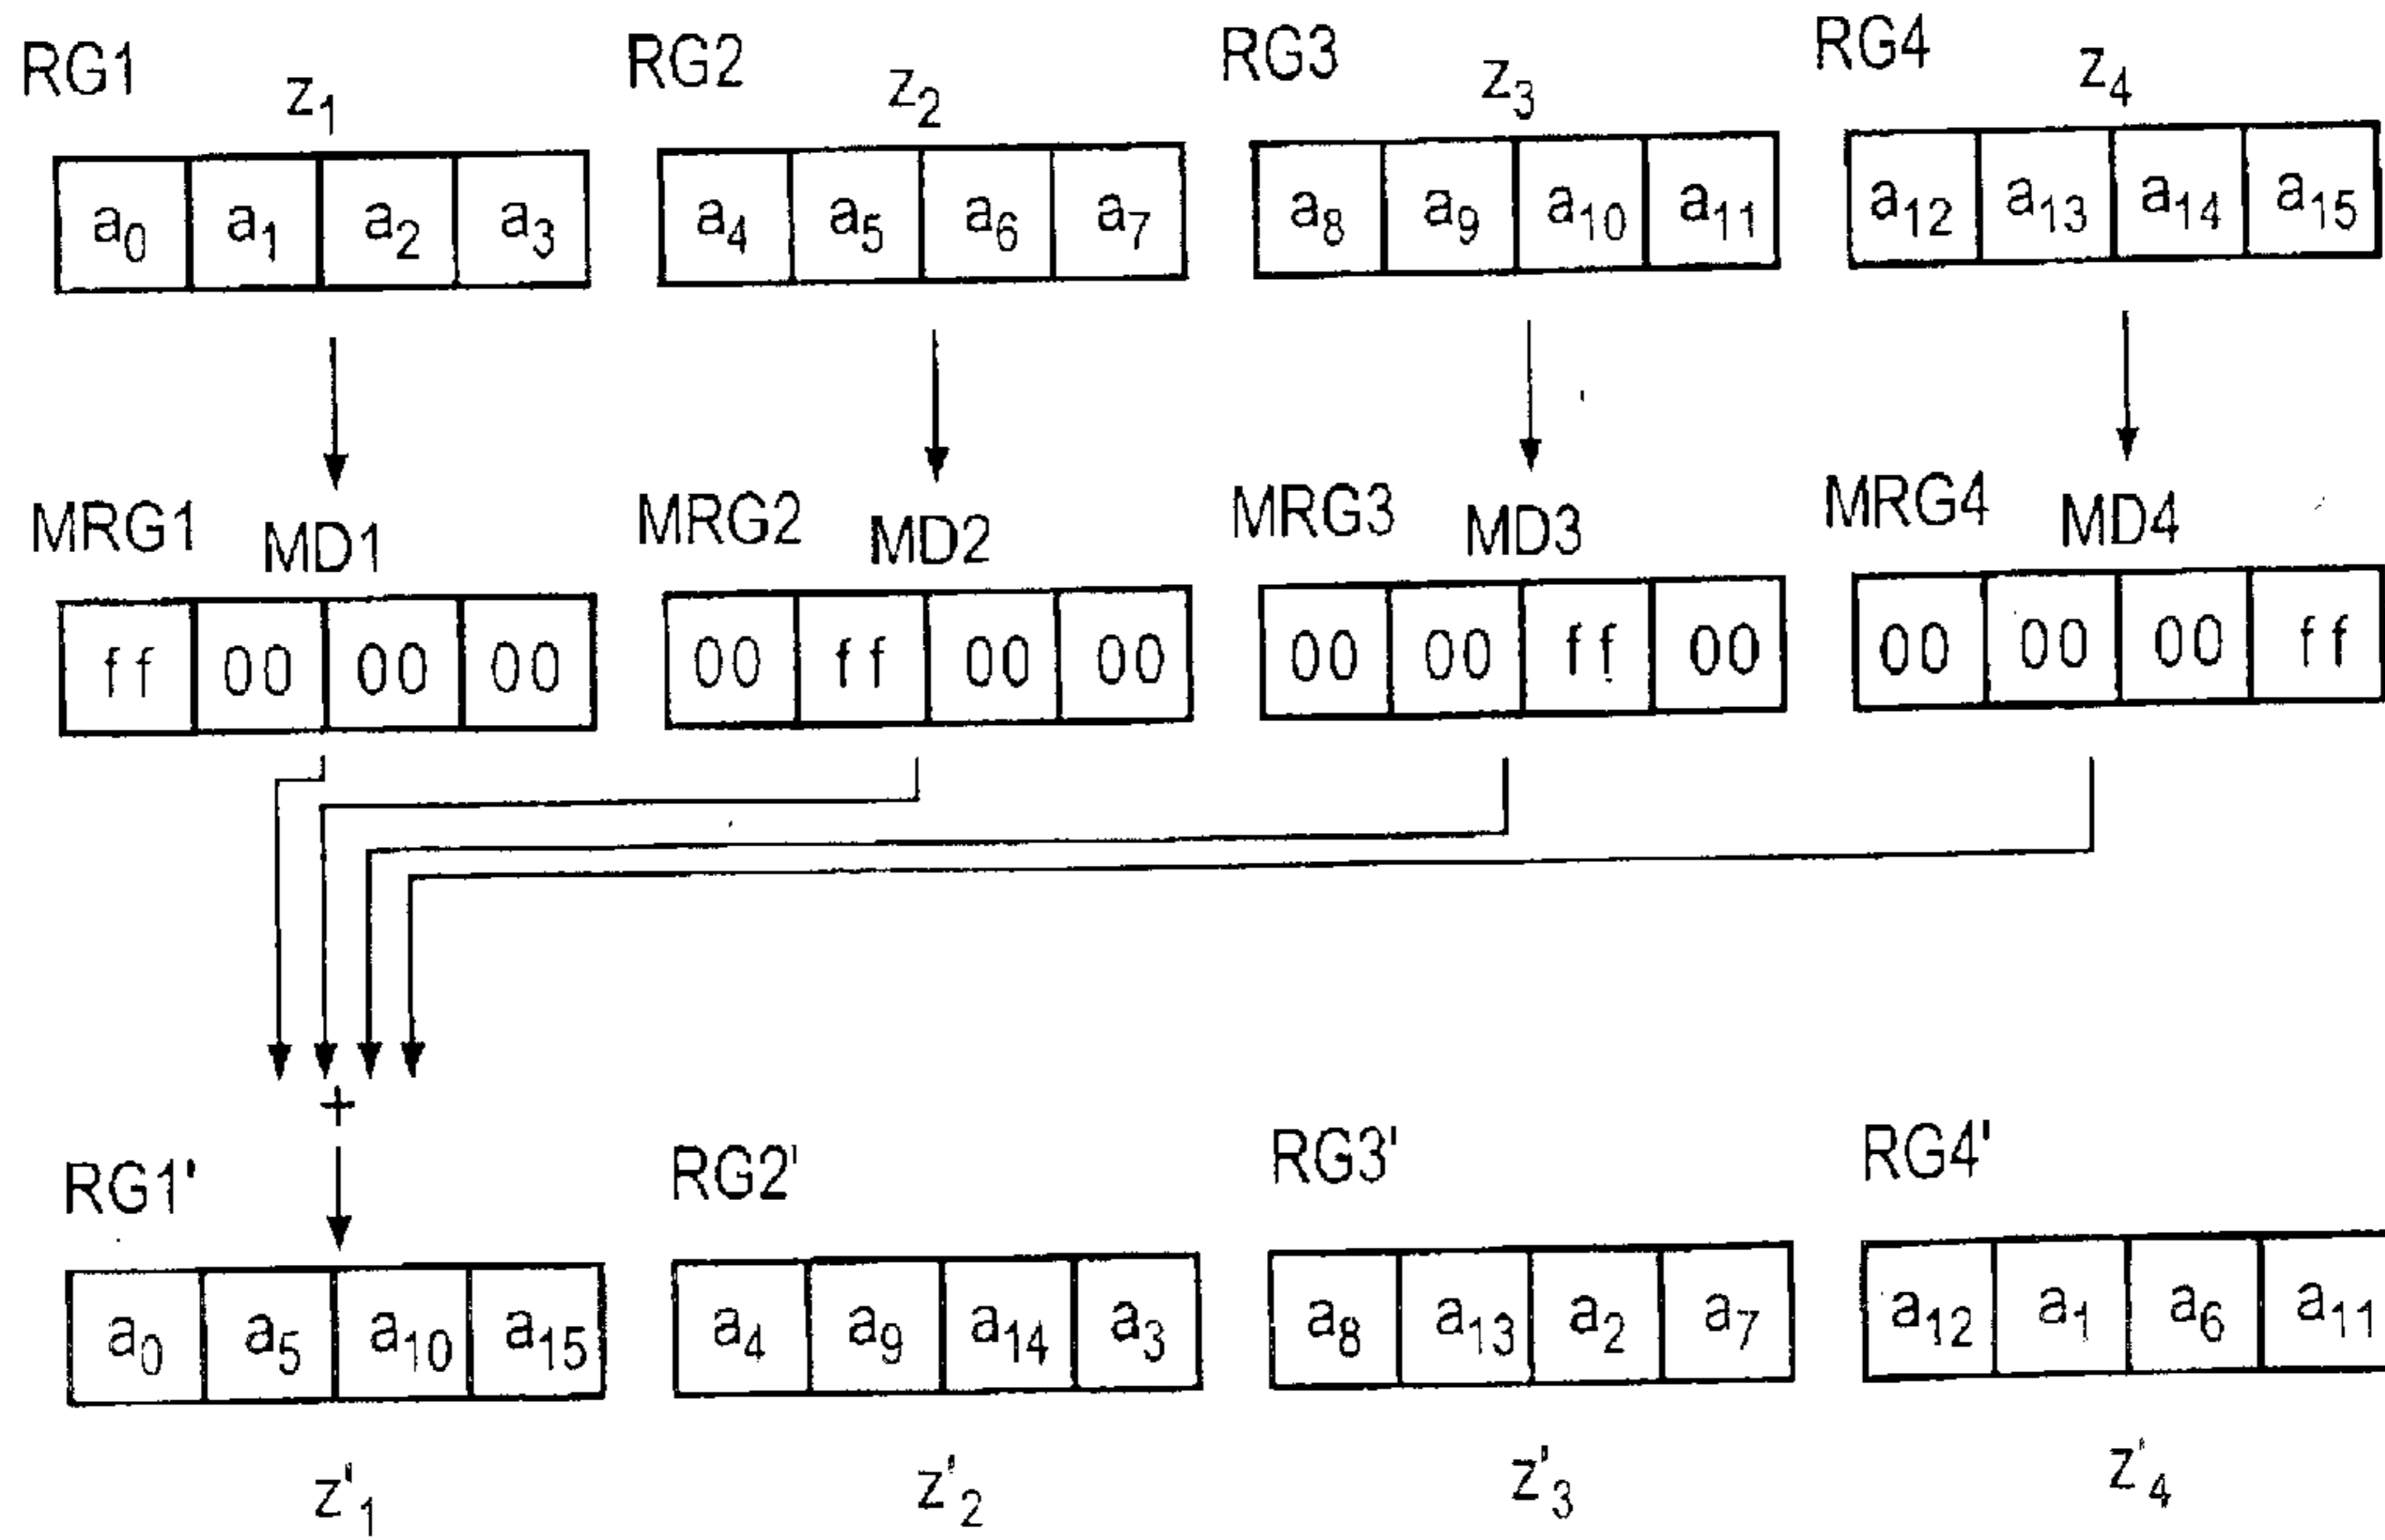 RG1 z₁ RG2 z₂ RG3 z₃ RG4 z₄
a₀ a₁ a₂ a₃ a₄ a₅ a₆ a₇ a₈ a₉ a₁₀ a₁₁ a₁₂ a₁₃ a₁₄ a₁₅
MRG1 MD1 MRG2 MD2 MRG3 MD3 MRG4 MD4
ff 00 00 00 00 ff 00 00 00 00 ff 00 00 00 00 ff
+
RG1' RG2' RG3' RG4'
a₀ a₅ a₁₀ a₁₅ a₄ a₉ a₁₄ a₃ a₈ a₁₃ a₂ a₇ a₁₂ a₁ a₆ a₁₁
z'₁ z'₂ z'₃ z'₄